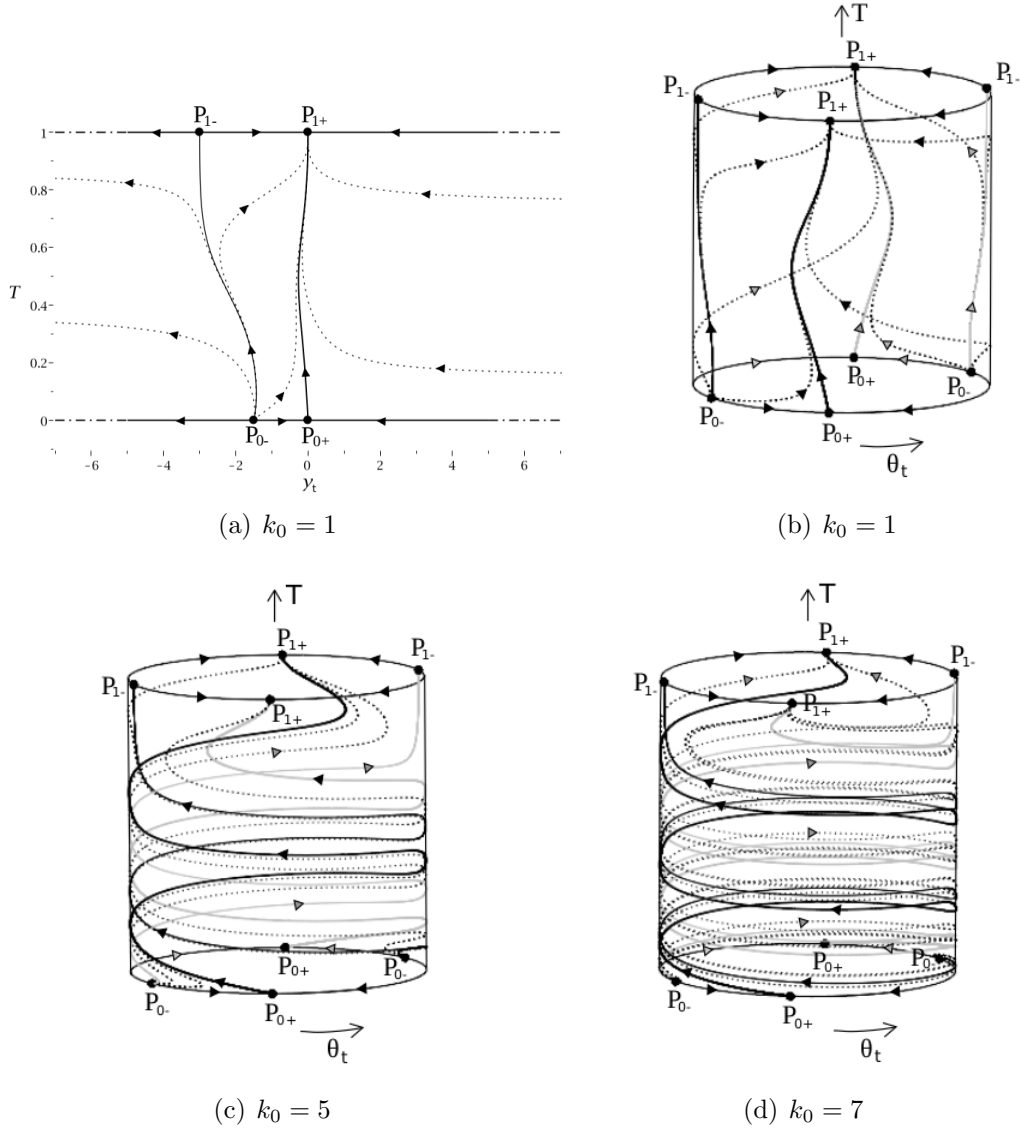 T
P1+
P1-
P1-
P1+
1
0.8
0.6
T
0.4
0.2
0
P0-
P0+
-6
-4
-2
0
2
4
6
yt
P1-
P1+
P0-
P0+
P0-
P0+
θt
(a) k0 = 1
(b) k0 = 1
T
P1+
P1-
P1-
P1+
P0+
P0-
P0-
P0+
θt
T
P1+
P1-
P1-
P1+
P0+
P0-
P0-
P0+
θt
(c) k0 = 5
(d) k0 = 7